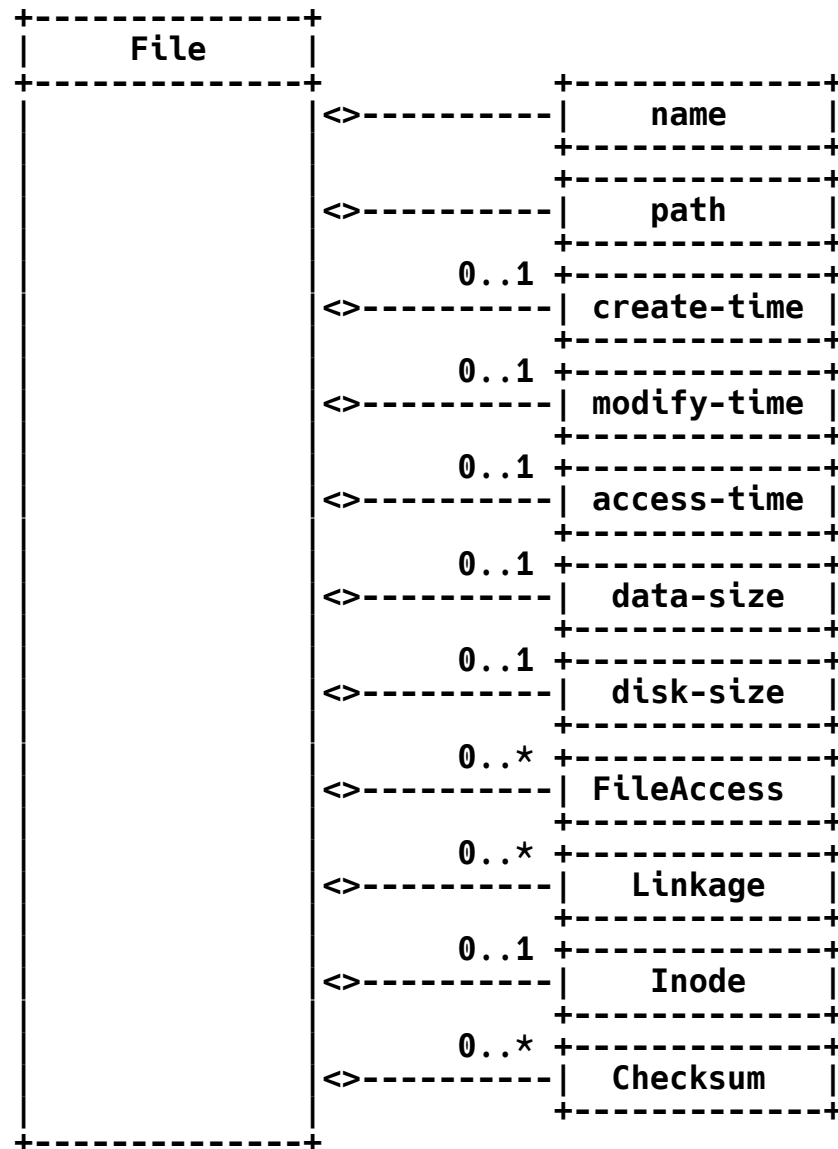 File
name
path
0..1
create-time
0..1
modify-time
0..1
access-time
0..1
data-size
0..1
disk-size
0..*
FileAccess
0..*
Linkage
0..1
Inode
0..*
Checksum